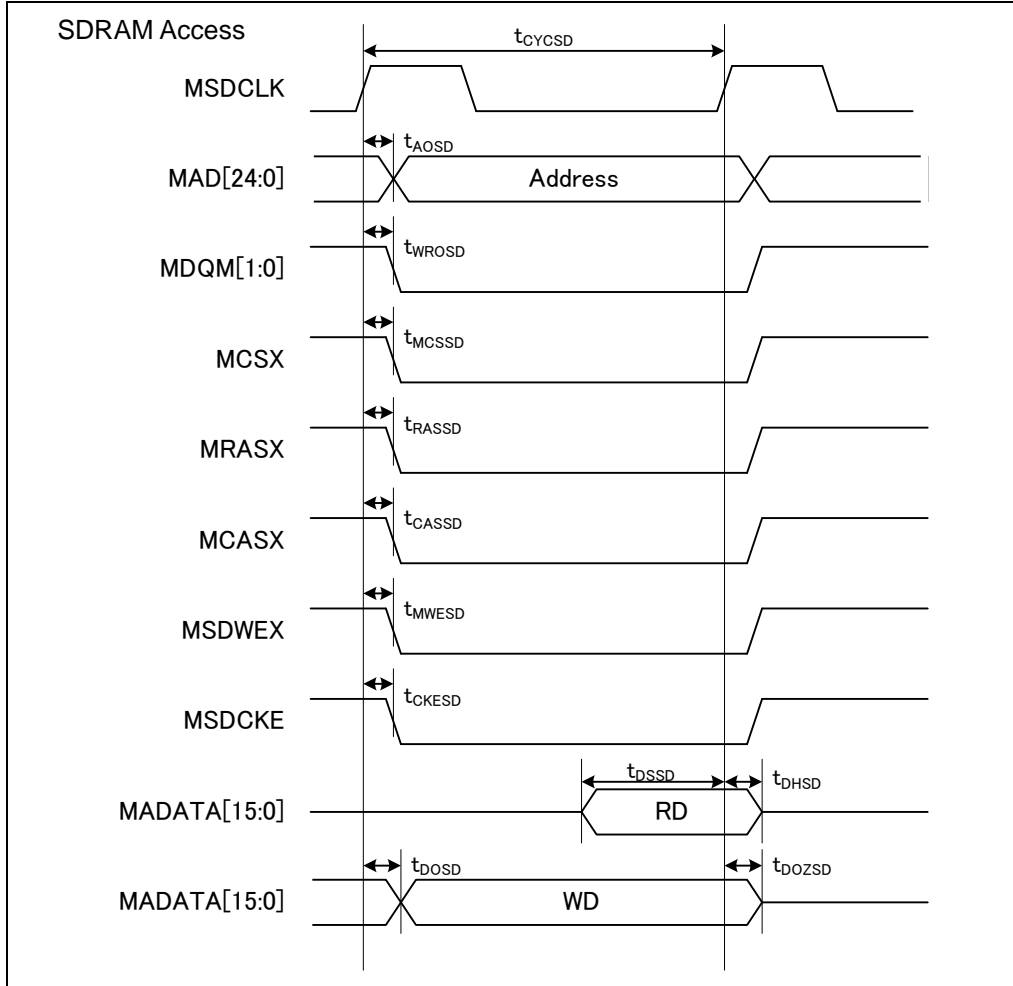 SDRAM Access
tCYCSD
MSDCLK
tAOSD
MAD[24:0]
Address
tWROSD
MDQM[1:0]
tMCSSD
MCSX
tRASSD
MRASX
tCASSD
MCASX
tMWESD
MSDWEX
tCKESD
MSDCKE
tDSSD
tDHSD
MADATA[15:0]
RD
tDOSD
tDOZSD
MADATA[15:0]
WD